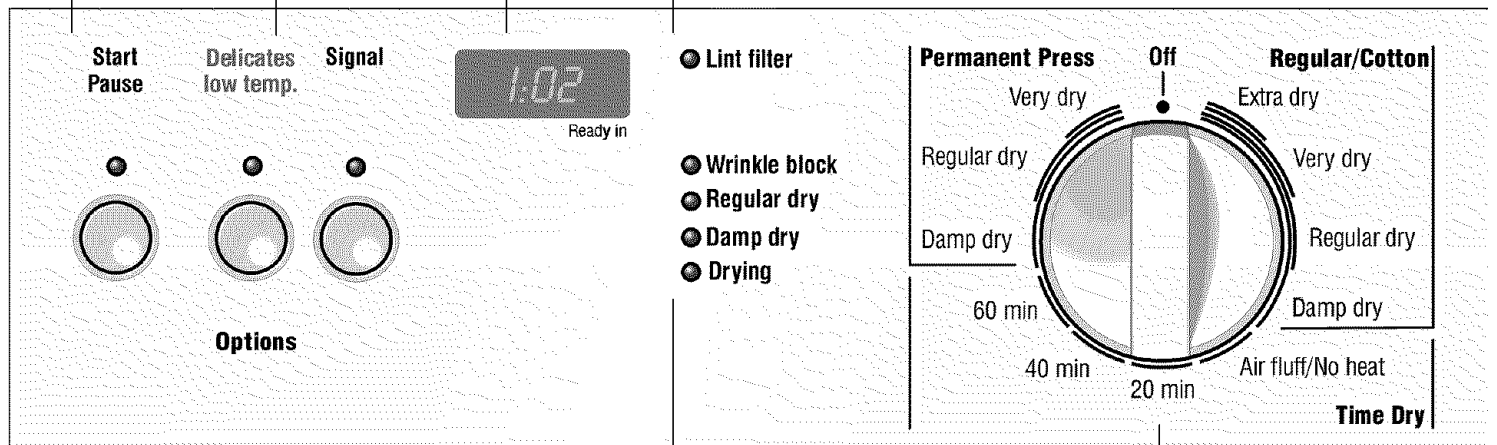 Start
Pause
Delicates
low temp.
Signal
1:02
Ready in
Options
Lint filter
Wrinkle block
Regular dry
Damp dry
Drying
Permanent Press
Off
Regular/Cotton
Very dry
Regular dry
Damp dry
Extra dry
Very dry
Regular dry
Damp dry
60 min
40 min
20 min
Air fluff/No heat
Time Dry